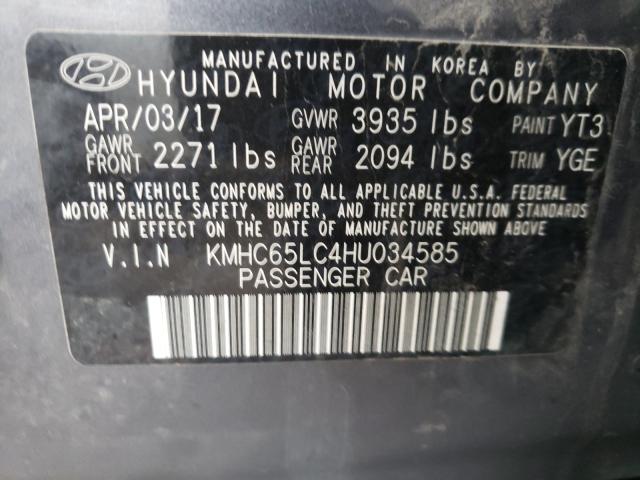 MANUFACTURED IN KOREA BY
HYUNDAI MOTOR COMPANY
APR/03/17 GVWR 3935 lbs PAINT YT3
GAWR FRONT 2271 lbs GAWR REAR 2094 lbs TRIM YGE
THIS VEHICLE CONFORMS TO ALL APPLICABLE U.S.A. FEDERAL
MOTOR VEHICLE SAFETY, BUMPER, AND THEFT PREVENTION STANDARDS
IN EFFECT ON THE DATE OF MANUFACTURE SHOWN ABOVE.
V.I.N KMHC65LC4HU034585
PASSENGER CAR